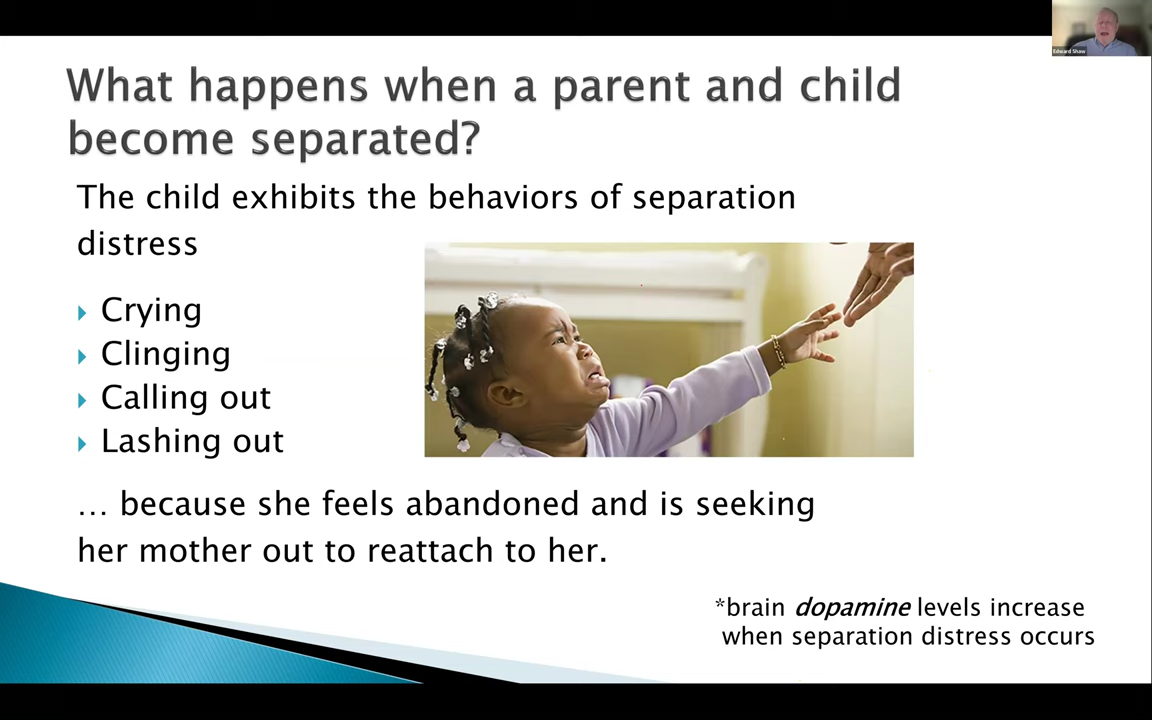 Edward Shaw
What happens when a parent and child
become separated?
The child exhibits the behaviors of separation
distress
Crying
Clinging
Calling out
Lashing out
… because she feels abandoned and is seeking
her mother out to reattach to her.
*brain dopamine levels increase
when separation distress occurs